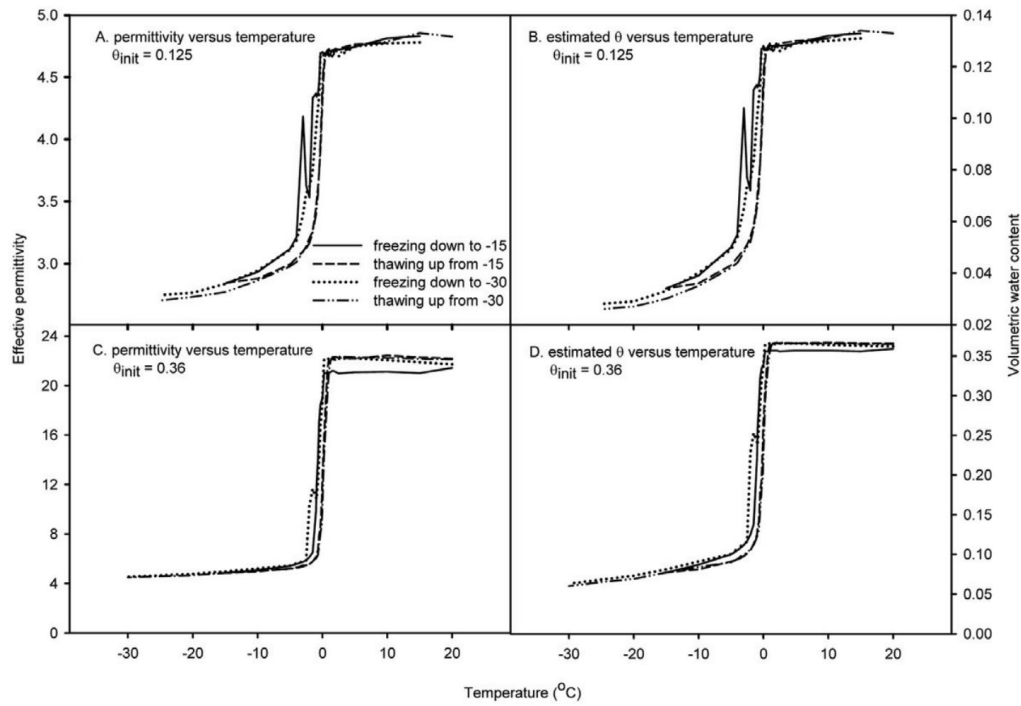 A. permittivity versus temperature
θinit = 0.125
B. estimated θ versus temperature
θinit = 0.125
freezing down to -15
thawing up from -15
freezing down to -30
thawing up from -30
C. permittivity versus temperature
θinit = 0.36
D. estimated θ versus temperature
θinit = 0.36
Effective permittivity
5.0
4.5
4.0
3.5
3.0
24
20
16
12
8
4
0
Volumetric water content
0.14
0.12
0.10
0.08
0.06
0.04
0.02
0.35
0.30
0.25
0.20
0.15
0.10
0.05
0.00
-30 -20 -10 0 10 20
-30 -20 -10 0 10 20
Temperature (°C)